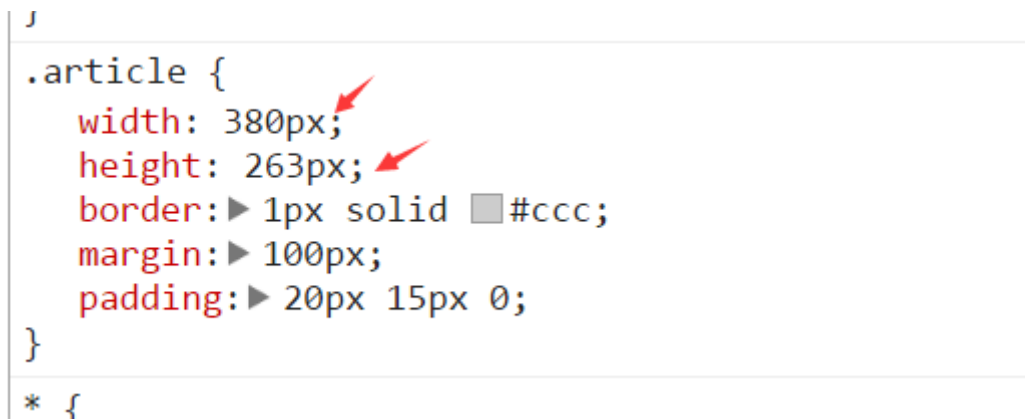 }
.article {
width: 380px;
height: 263px;
border:▶ 1px solid #ccc;
margin:▶ 100px;
padding:▶ 20px 15px 0;
}
* {